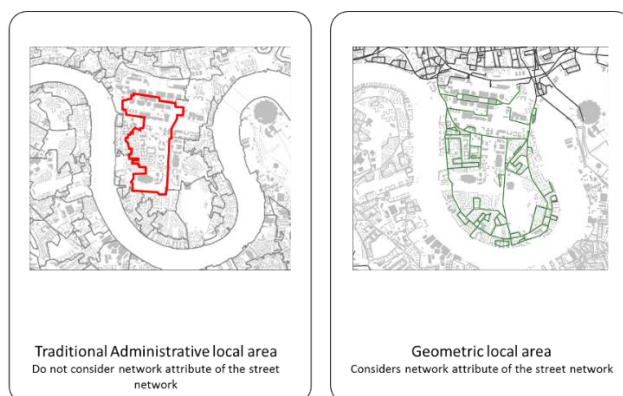 Traditional Administrative local area
Do not consider network attribute of the street
network
Geometric local area
Considers network attribute of the street network